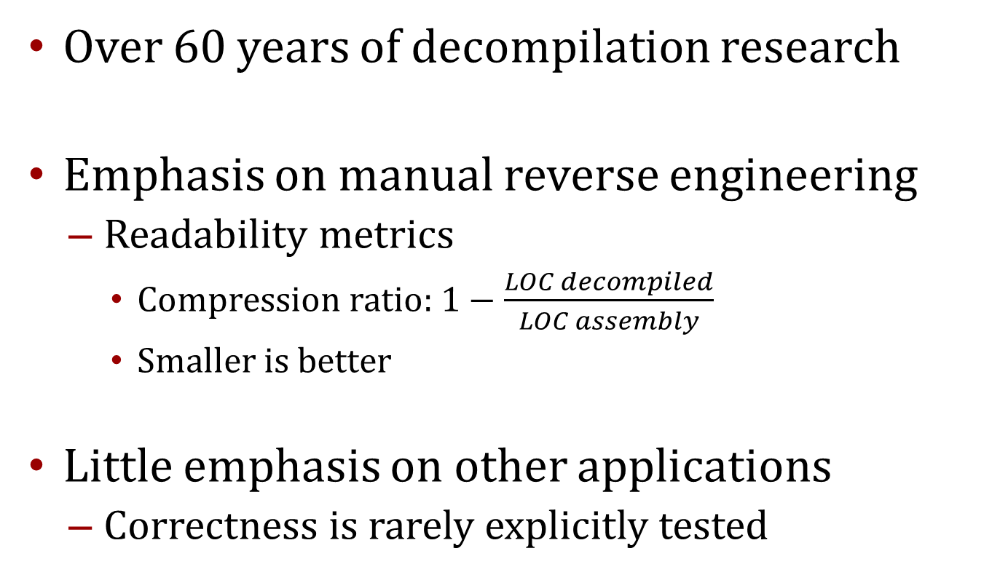 • Over 60 years of decompilation research
• Emphasis on manual reverse engineering
– Readability metrics
• Compression ratio: 1 − LOC decompiled / LOC assembly
• Smaller is better
• Little emphasis on other applications
– Correctness is rarely explicitly tested